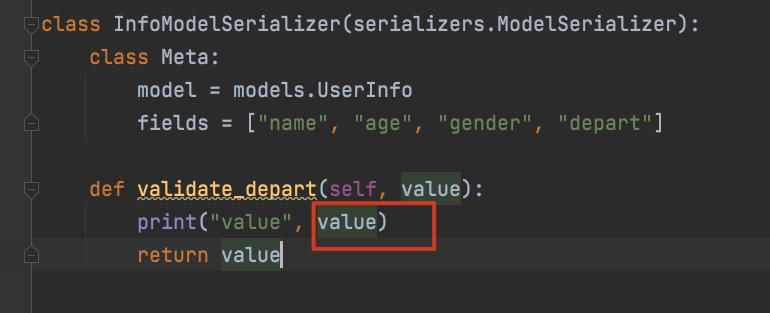 class InfoModelSerializer(serializers.ModelSerializer):
    class Meta:
        model = models.UserInfo
        fields = ["name", "age", "gender", "depart"]
    def validate_depart(self, value):
        print("value", value)
        return value